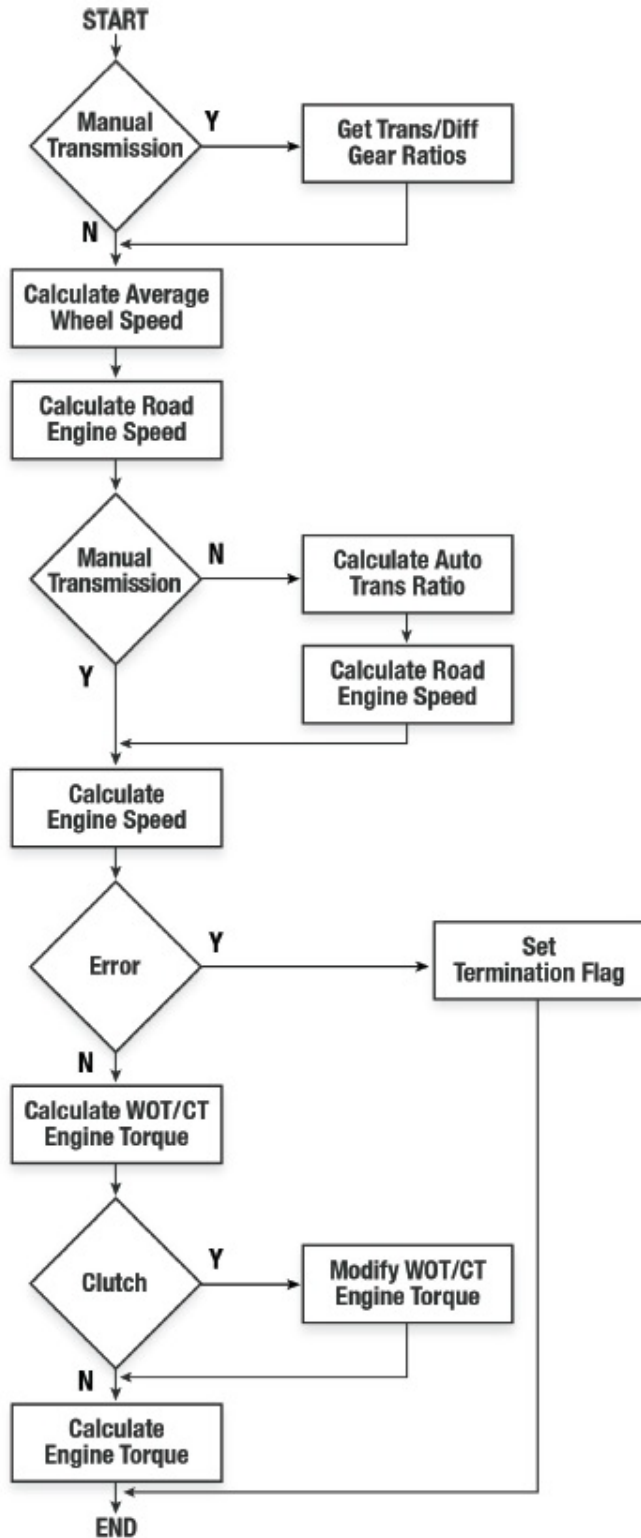 START
Manual
Transmission
Y
Get Trans/Diff
Gear Ratios
N
Calculate Average
Wheel Speed
Calculate Road
Engine Speed
Manual
Transmission
N
Calculate Auto
Trans Ratio
Y
Calculate Road
Engine Speed
Calculate
Engine Speed
Error
Y
Set
Termination Flag
N
Calculate WOT/CT
Engine Torque
Clutch
Y
Modify WOT/CT
Engine Torque
N
Calculate
Engine Torque
END